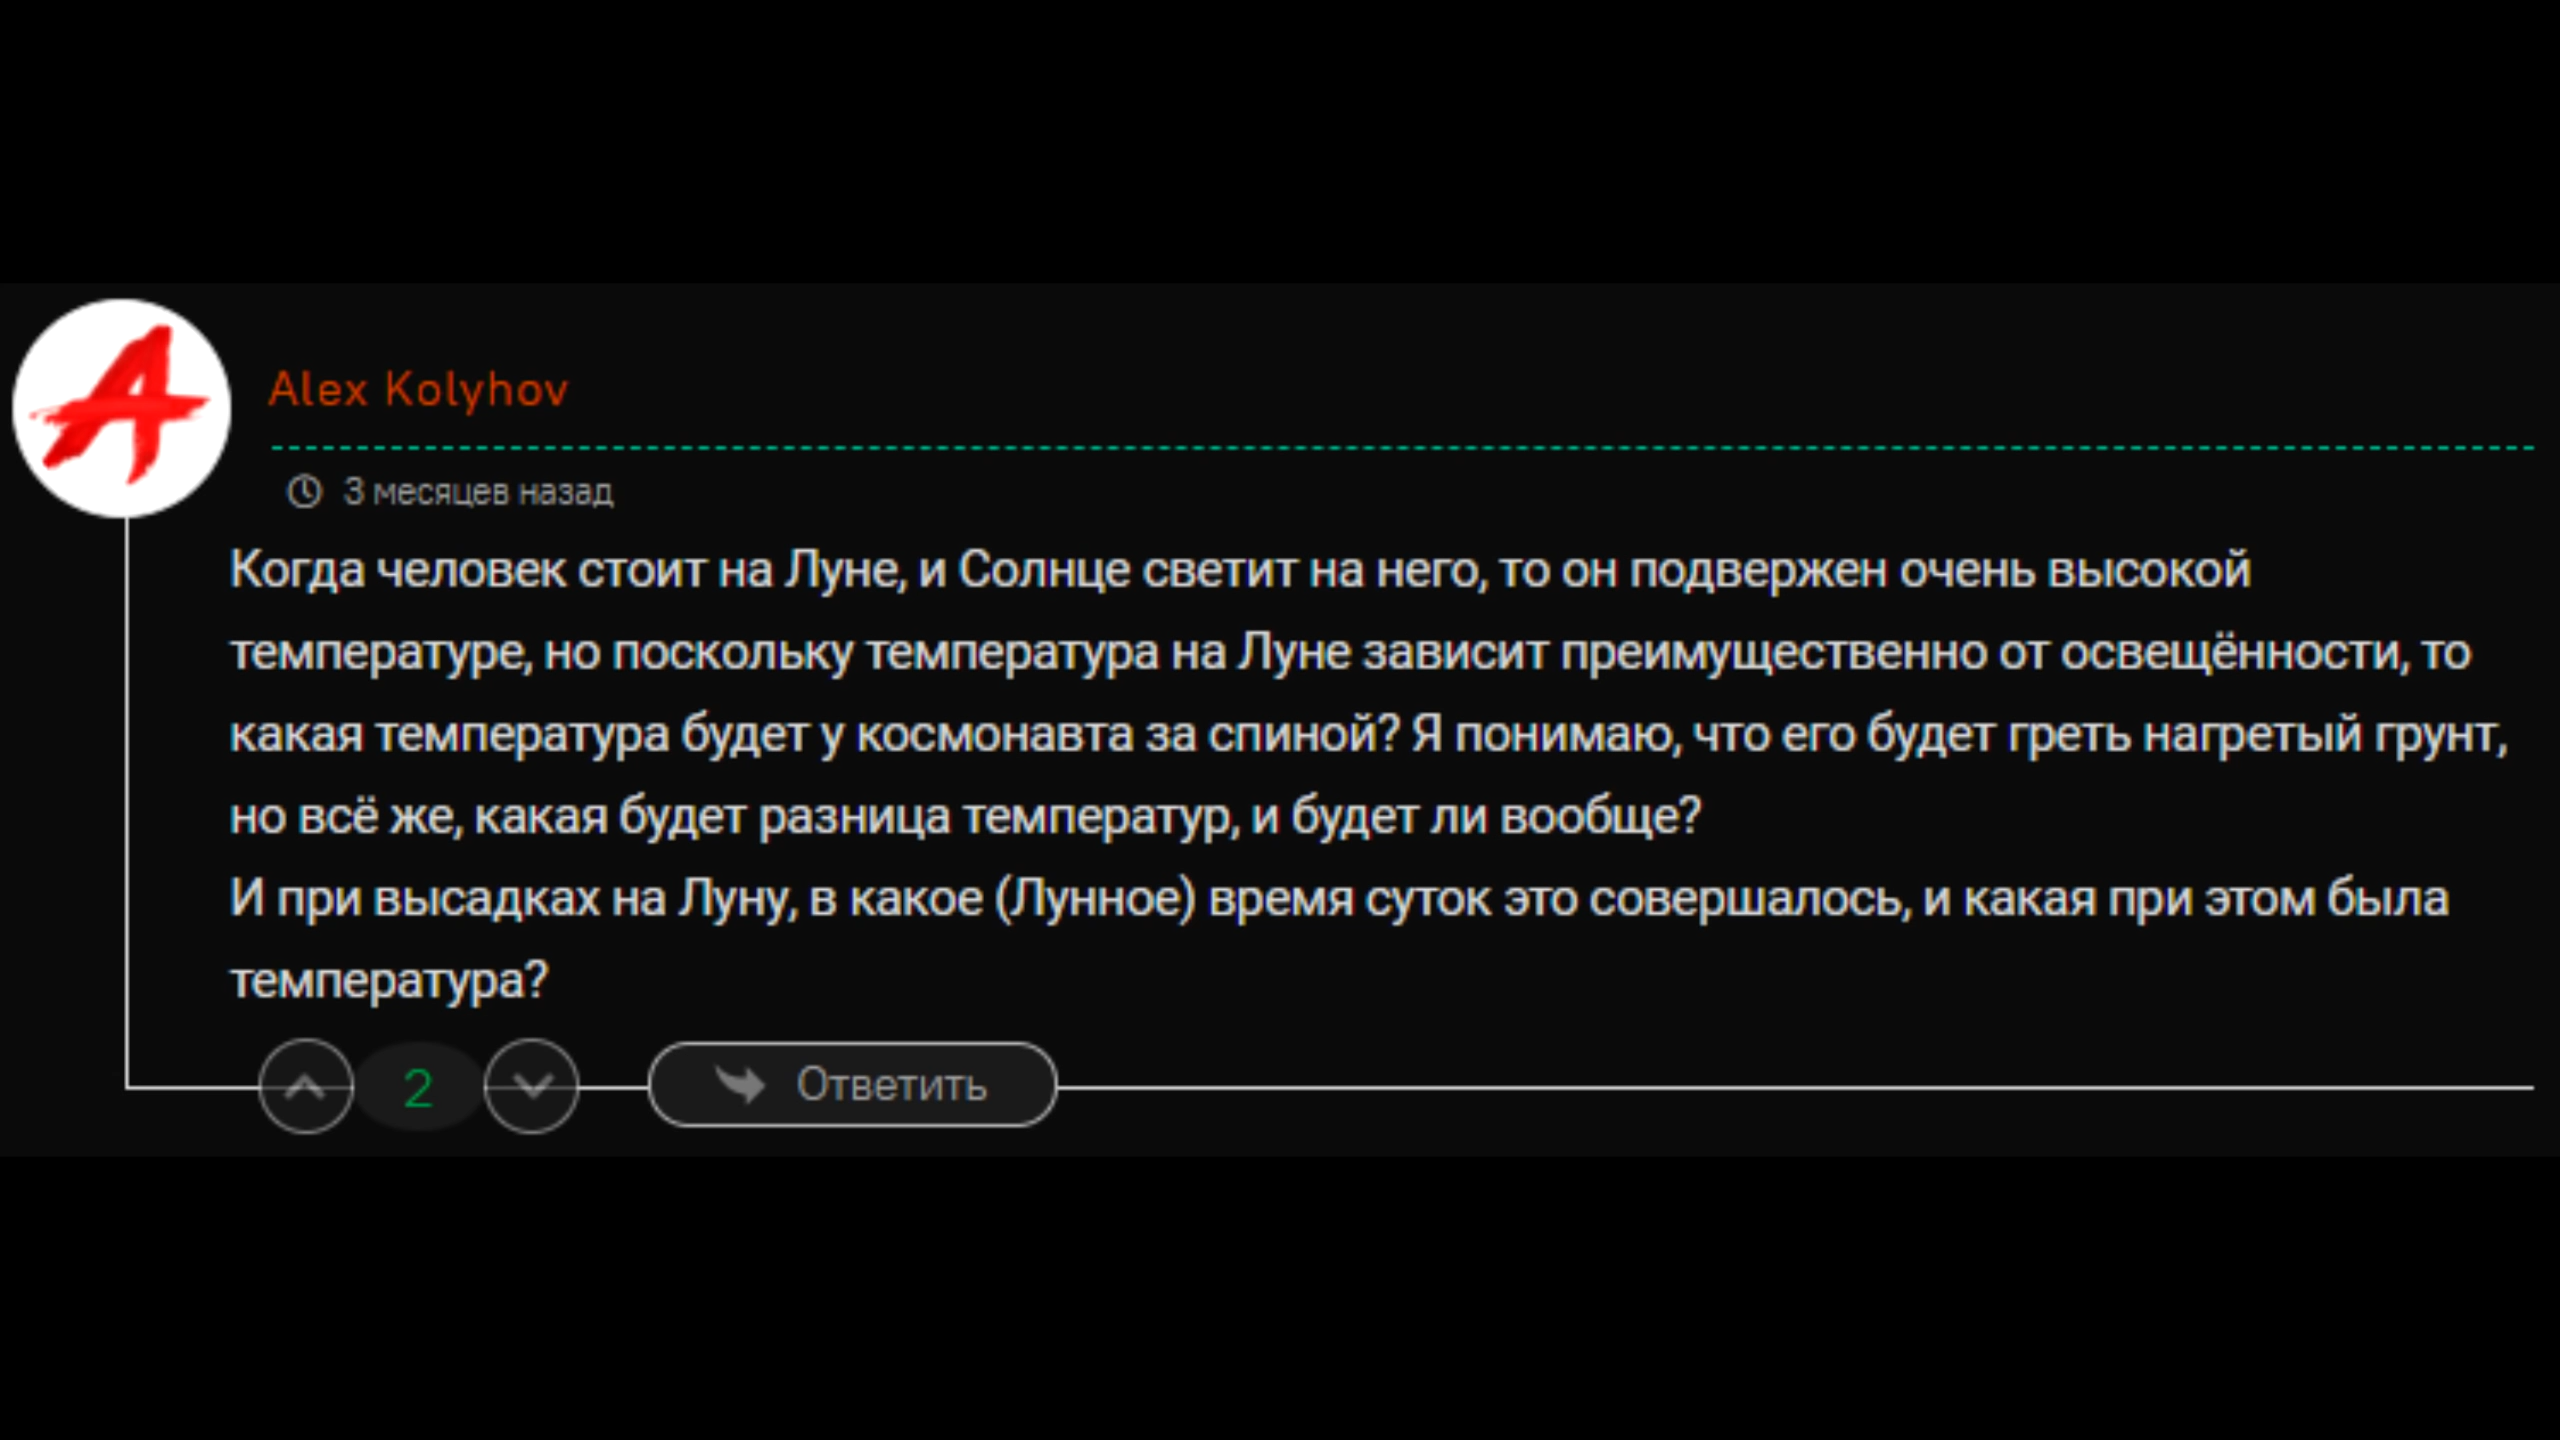 Alex Kolyhov
3 месяцев назад
Когда человек стоит на Луне, и Солнце светит на него, то он подвержен очень высокой
температуре, но поскольку температура на Луне зависит преимущественно от освещённости, то
какая температура будет у космонавта за спиной? Я понимаю, что его будет греть нагретый грунт,
но всё же, какая будет разница температур, и будет ли вообще?
И при высадках на Луну, в какое (Лунное) время суток это совершалось, и какая при этом была
температура?
2
Ответить